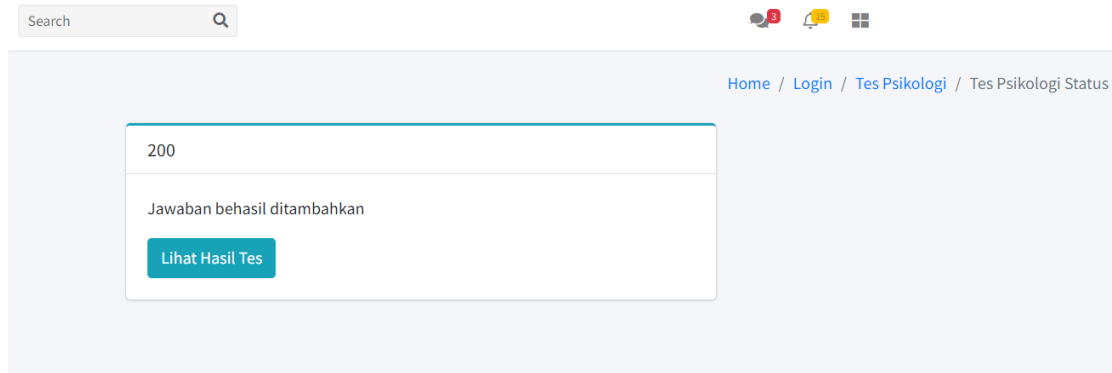 Search
3
15
Home / Login / Tes Psikologi / Tes Psikologi Status
200
Jawaban behasil ditambahkan
Lihat Hasil Tes